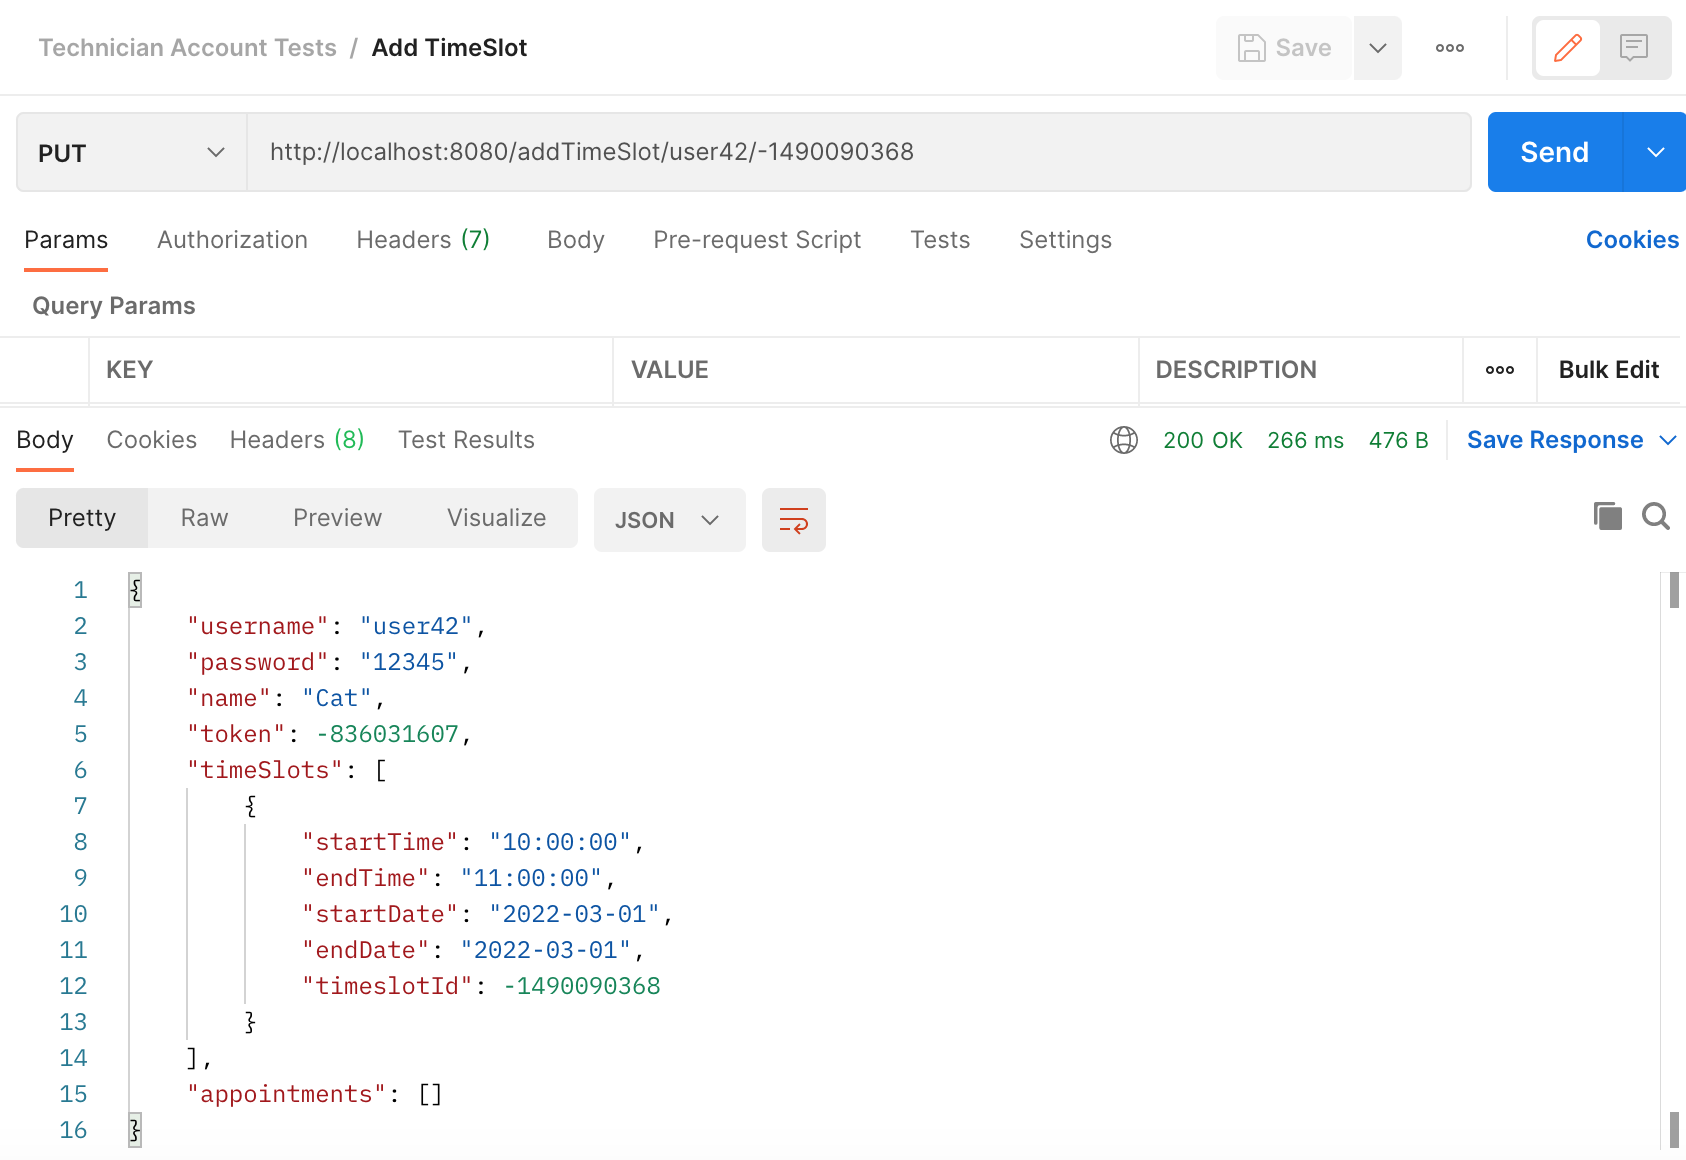 Technician Account Tests / Add TimeSlot
Save
PUT
http://localhost:8080/addTimeSlot/user42/-1490090368
Send
Params Authorization Headers (7) Body Pre-request Script Tests Settings Cookies
Query Params
KEY VALUE DESCRIPTION Bulk Edit
Body Cookies Headers (8) Test Results 200 OK 266 ms 476 B Save Response
Pretty Raw Preview Visualize JSON
1 {
2 "username": "user42",
3 "password": "12345",
4 "name": "Cat",
5 "token": -836031607,
6 "timeSlots": [
7 {
8 "startTime": "10:00:00",
9 "endTime": "11:00:00",
10 "startDate": "2022-03-01",
11 "endDate": "2022-03-01",
12 "timeslotId": -1490090368
13 }
14 ],
15 "appointments": []
16 }